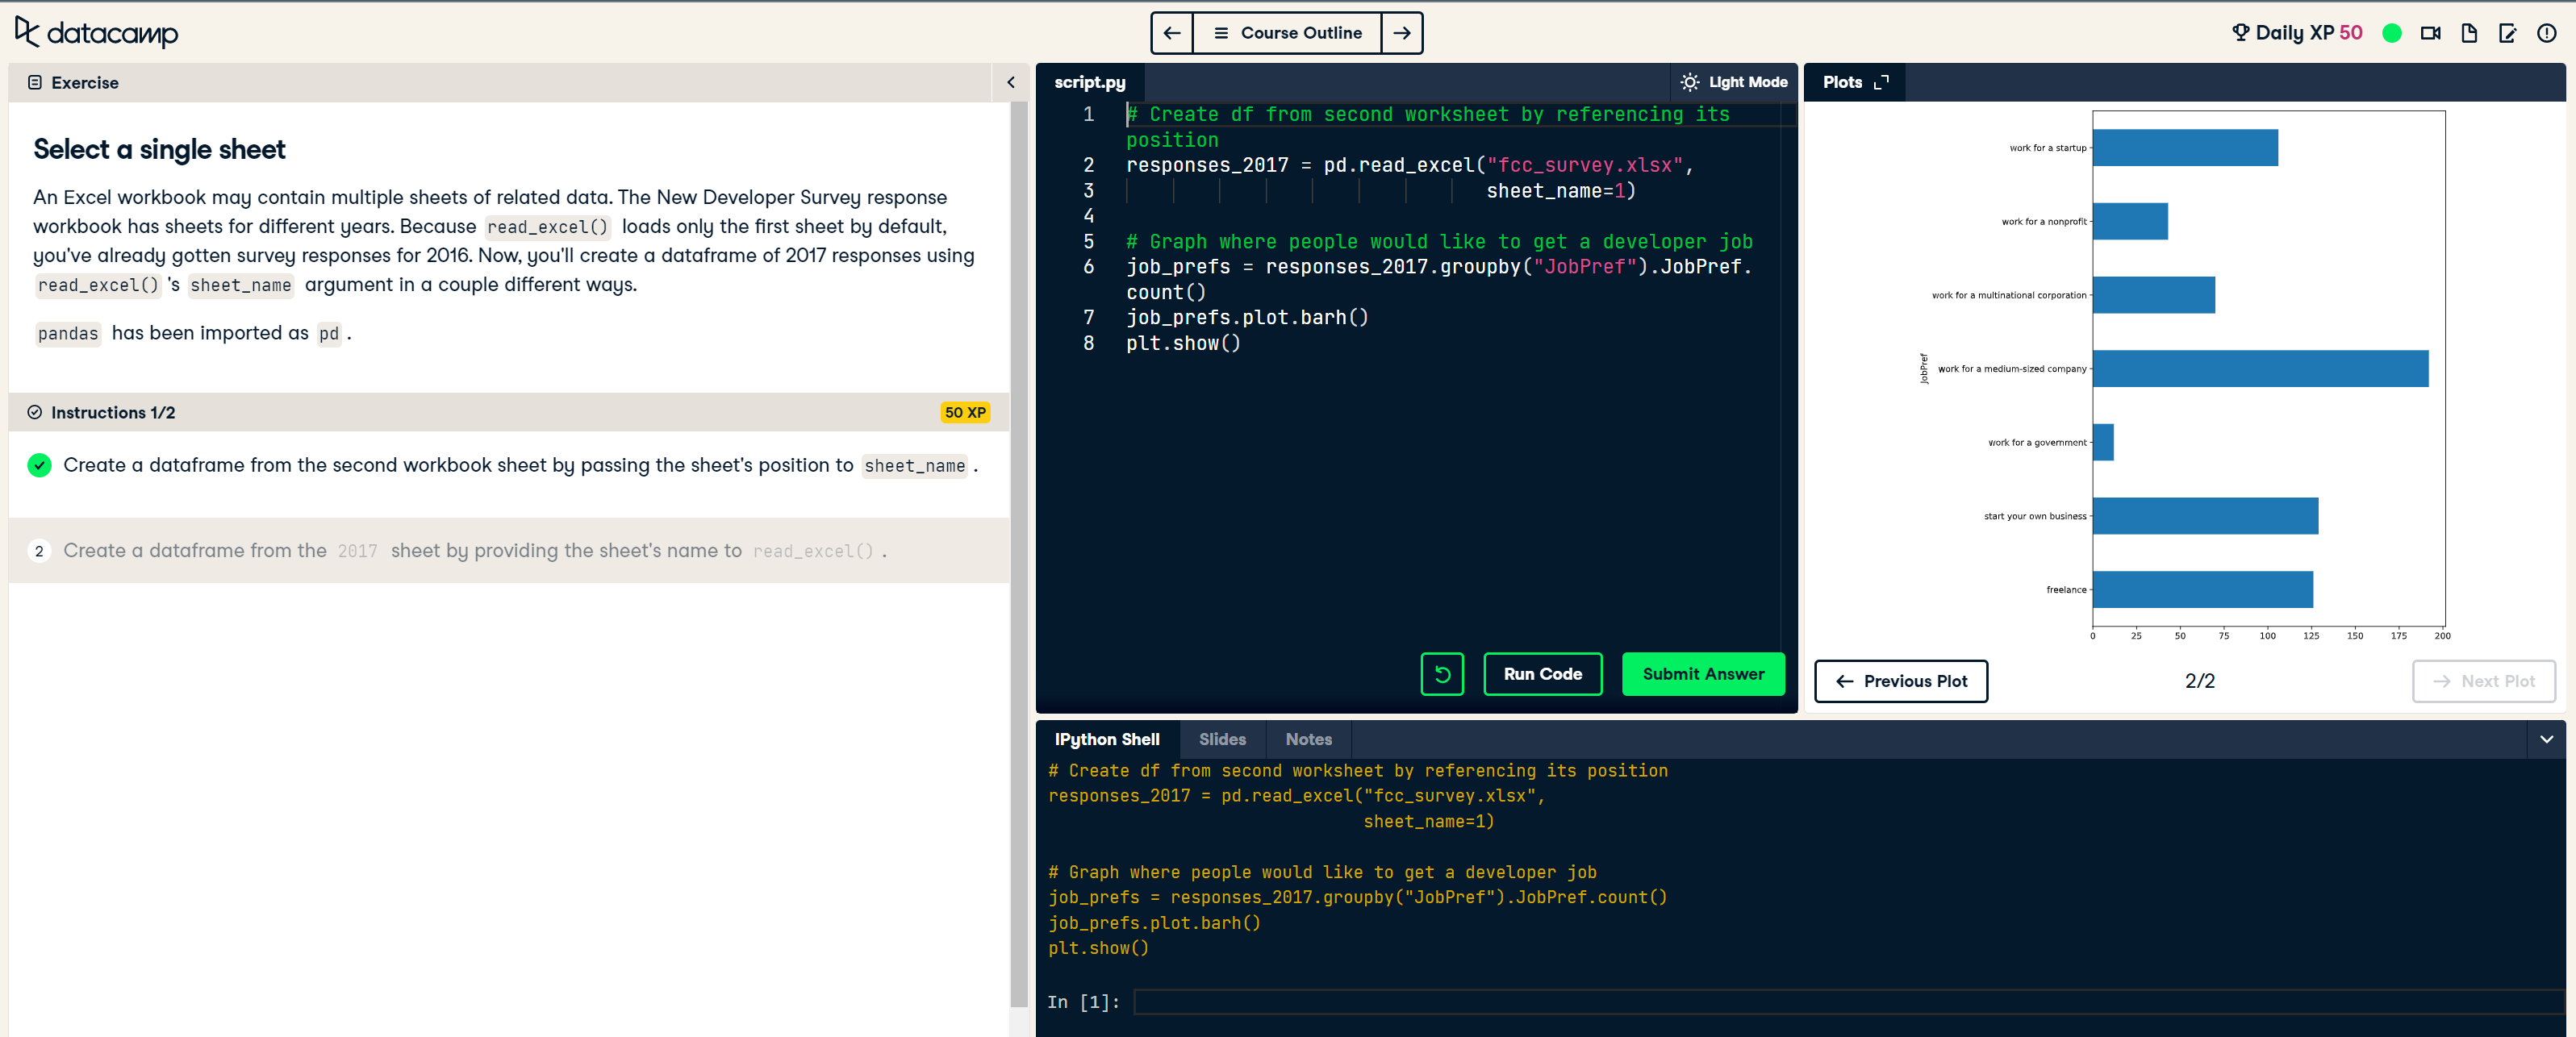 datacamp
Course Outline
Daily XP 50
Exercise
Select a single sheet
An Excel workbook may contain multiple sheets of related data. The New Developer Survey response
workbook has sheets for different years. Because read_excel() loads only the first sheet by default,
you've already gotten survey responses for 2016. Now, you'll create a dataframe of 2017 responses using
read_excel() 's sheet_name argument in a couple different ways.
pandas has been imported as pd .
Instructions 1/2
50 XP
Create a dataframe from the second workbook sheet by passing the sheet's position to sheet_name .
2 Create a dataframe from the 2017 sheet by providing the sheet's name to read_excel() .
script.py
Light Mode
1 # Create df from second worksheet by referencing its
position
2 responses_2017 = pd.read_excel("fcc_survey.xlsx",
3 sheet_name=1)
4
5 # Graph where people would like to get a developer job
6 job_prefs = responses_2017.groupby("JobPref").JobPref.
count()
7 job_prefs.plot.barh()
8 plt.show()
Run Code
Submit Answer
Plots
work for a startup
work for a nonprofit
work for a multinational corporation
JobPref
work for a medium-sized company
work for a government
start your own business
freelance
0 25 50 75 100 125 150 175 200
Previous Plot
2/2
Next Plot
IPython Shell
Slides
Notes
# Create df from second worksheet by referencing its position
responses_2017 = pd.read_excel("fcc_survey.xlsx",
sheet_name=1)
# Graph where people would like to get a developer job
job_prefs = responses_2017.groupby("JobPref").JobPref.count()
job_prefs.plot.barh()
plt.show()
In [1]: